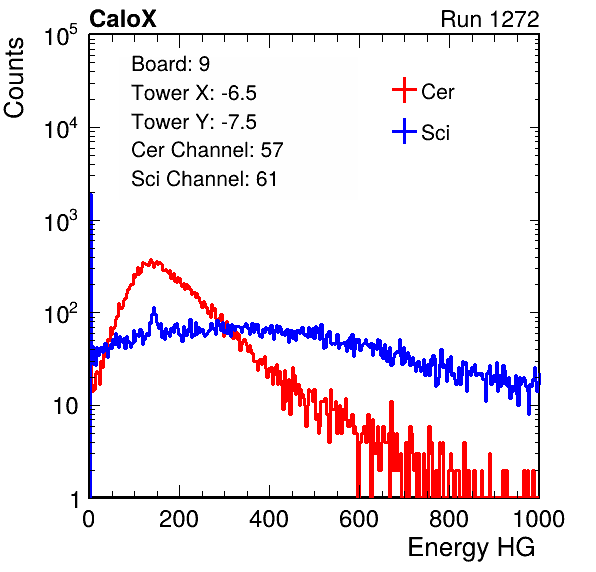 CaloX Run 1272
Counts
Board: 9
Tower X: -6.5
Tower Y: -7.5
Cer Channel: 57
Sci Channel: 61
Cer
Sci
10^5
10^4
10^3
10^2
10
1
0 200 400 600 800 1000
Energy HG